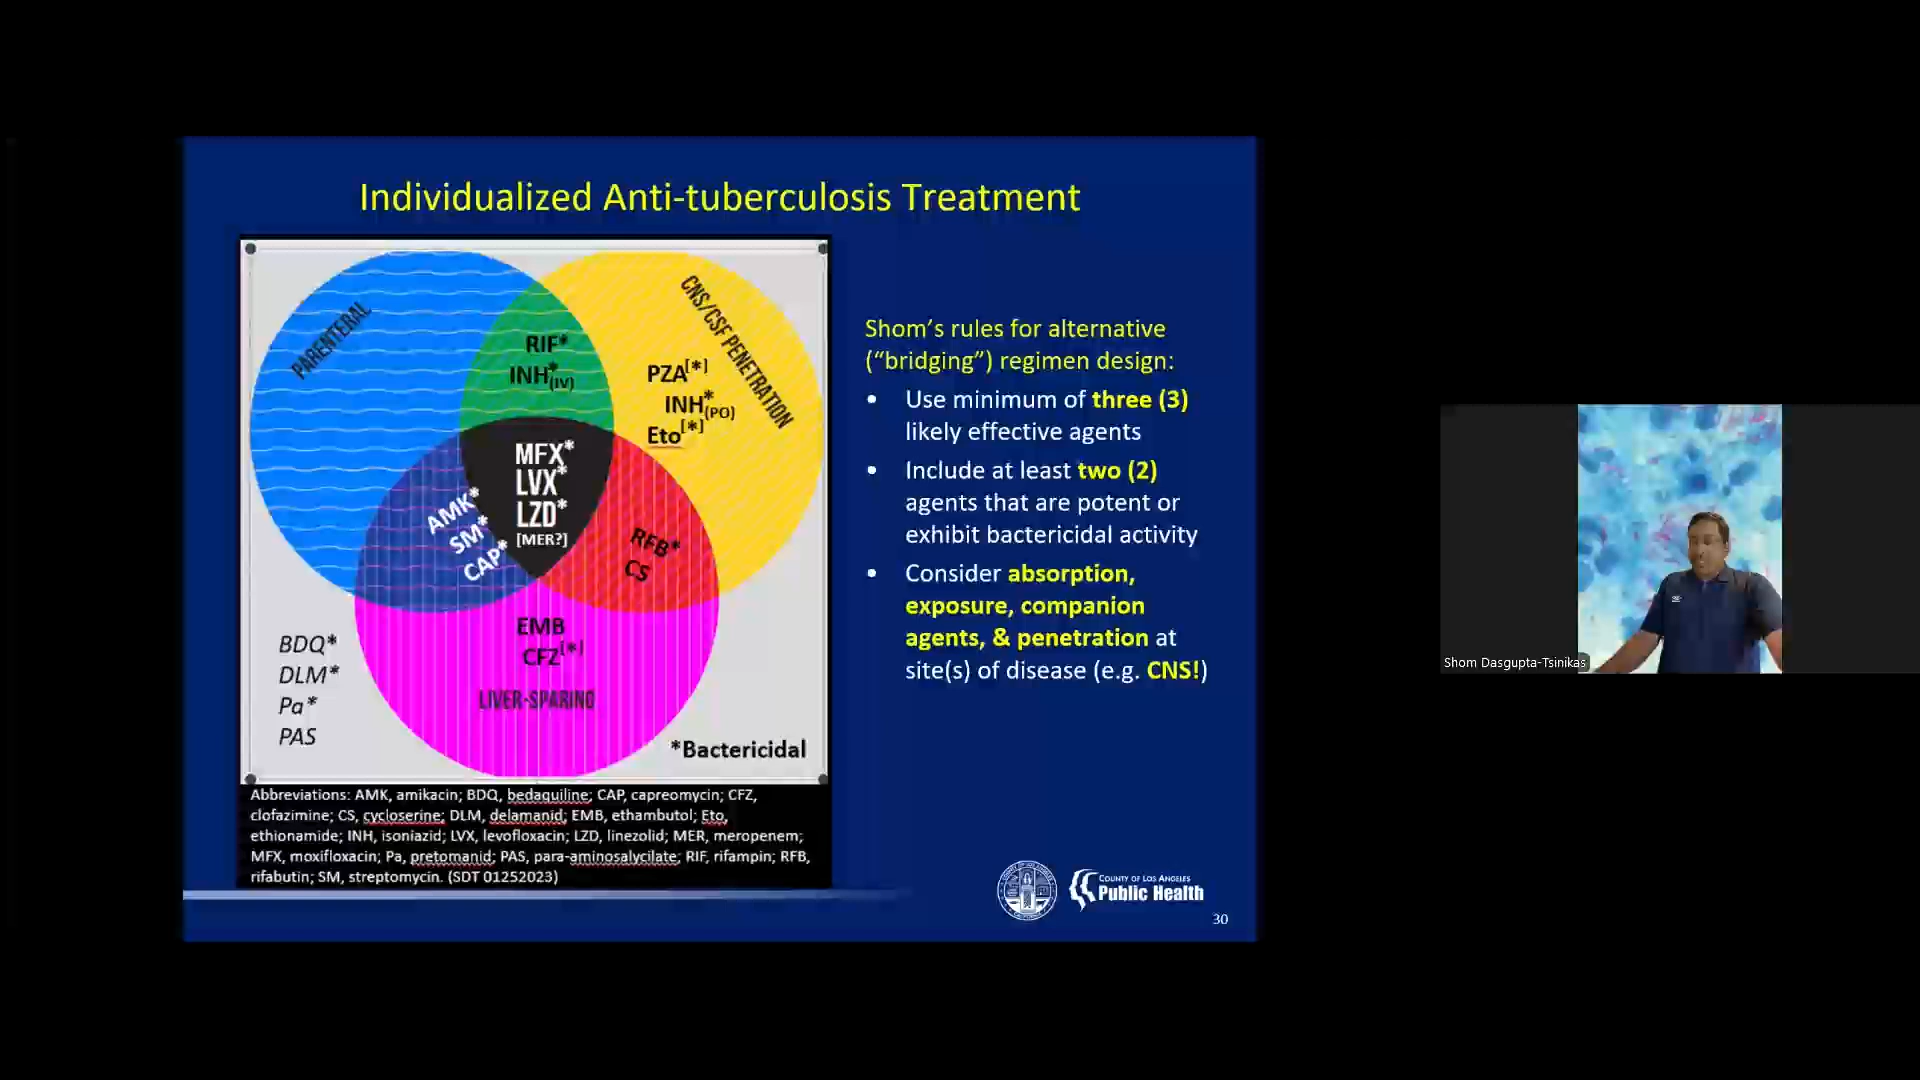 Individualized Anti-tuberculosis Treatment
PARENTERAL
CNS/CSF PENETRATION
RIF*
INH*(IV)
PZA[*]
INH*(PO)
Eto[*]
MFX*
LVX*
LZD*
[MER?]
AMK*
SM*
CAP*
RFB*
CS
EMB
CFZ[*]
LIVER-SPARING
BDQ*
DLM*
Pa*
PAS
*Bactericidal
Abbreviations: AMK, amikacin; BDQ, bedaquiline; CAP, capreomycin; CFZ,
clofazimine; CS, cycloserine; DLM, delamanid; EMB, ethambutol; Eto,
ethionamide; INH, isoniazid; LVX, levofloxacin; LZD, linezolid; MER, meropenem;
MFX, moxifloxacin; Pa, pretomanid; PAS, para-aminosalycilate; RIF, rifampin; RFB,
rifabutin; SM, streptomycin. (SDT 01252023)
Shom's rules for alternative
("bridging") regimen design:
• Use minimum of three (3)
likely effective agents
• Include at least two (2)
agents that are potent or
exhibit bactericidal activity
• Consider absorption,
exposure, companion
agents, & penetration at
site(s) of disease (e.g. CNS!)
COUNTY OF LOS ANGELES
Public Health
30
Shom Dasgupta-Tsinikas